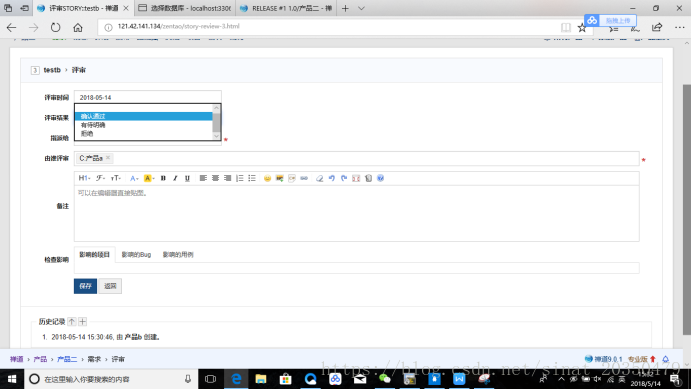 评审STORY:testb - 禅道
选择数据库 - localhost:330
RELEASE #1 1.0/产品二 - 禅
121.42.141.134/zentao/story-review-3.html
拖拽上传
3 testb › 评审
评审时间 2018-05-14
评审结果
确认通过
有待明确
拒绝
指派给 *
由谁评审 C:产品a × *
H1 F тT A A B I U
备注 可以在编辑器直接贴图。
检查影响 影响的项目 影响的Bug 影响的用例
保存 返回
历史记录
1. 2018-05-14 15:30:46, 由 产品b 创建。
禅道 › 产品 › 产品二 › 需求 › 评审 禅道9.0.1 专业版
在这里输入你要搜索的内容 英
2018/5/14